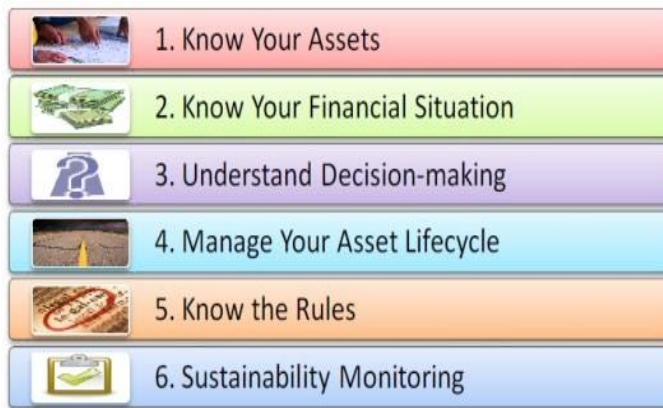 1. Know Your Assets
2. Know Your Financial Situation
3. Understand Decision-making
4. Manage Your Asset Lifecycle
5. Know the Rules
6. Sustainability Monitoring